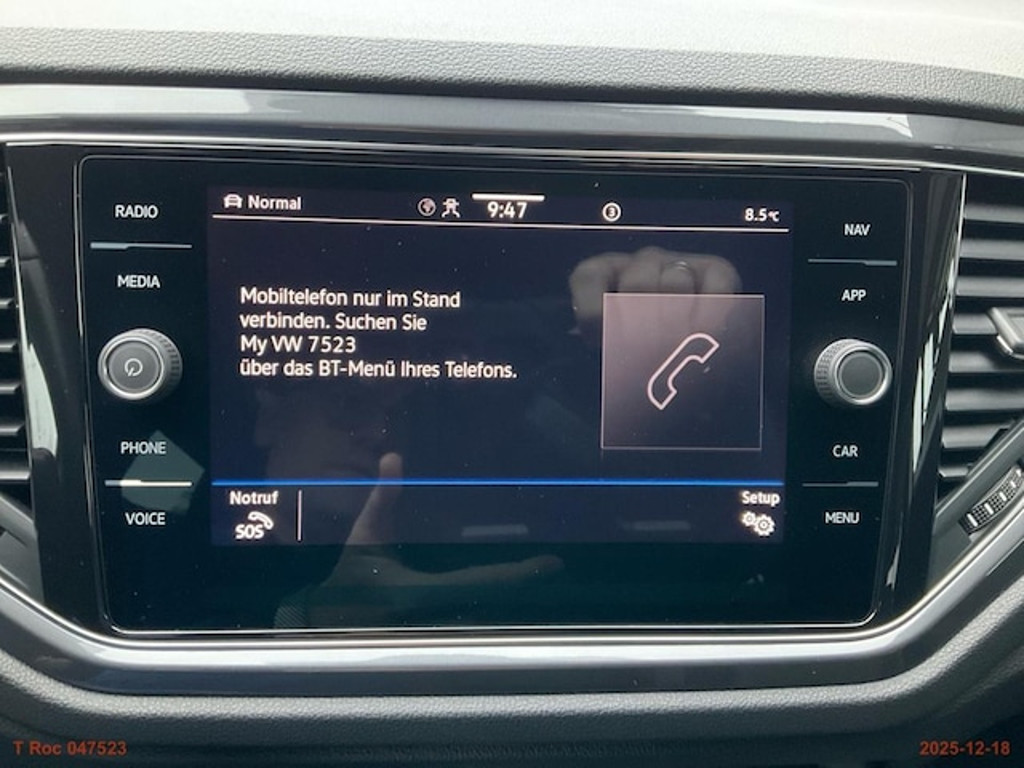 RADIO
MEDIA
PHONE
VOICE
Normal
9:47
3
8.5°C
Mobiltelefon nur im Stand
verbinden. Suchen Sie
My VW 7523
über das BT-Menü Ihres Telefons.
Notruf
SOS
Setup
NAV
APP
CAR
MENU
T Roc 047523
2025-12-18